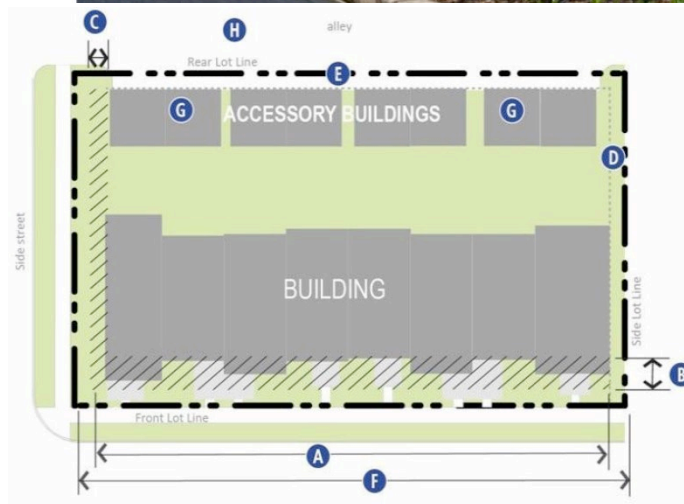 C
H
alley
Rear Lot Line
E
G
ACCESSORY BUILDINGS
G
D
Side street
BUILDING
Side Lot Line
B
Front Lot Line
A
F